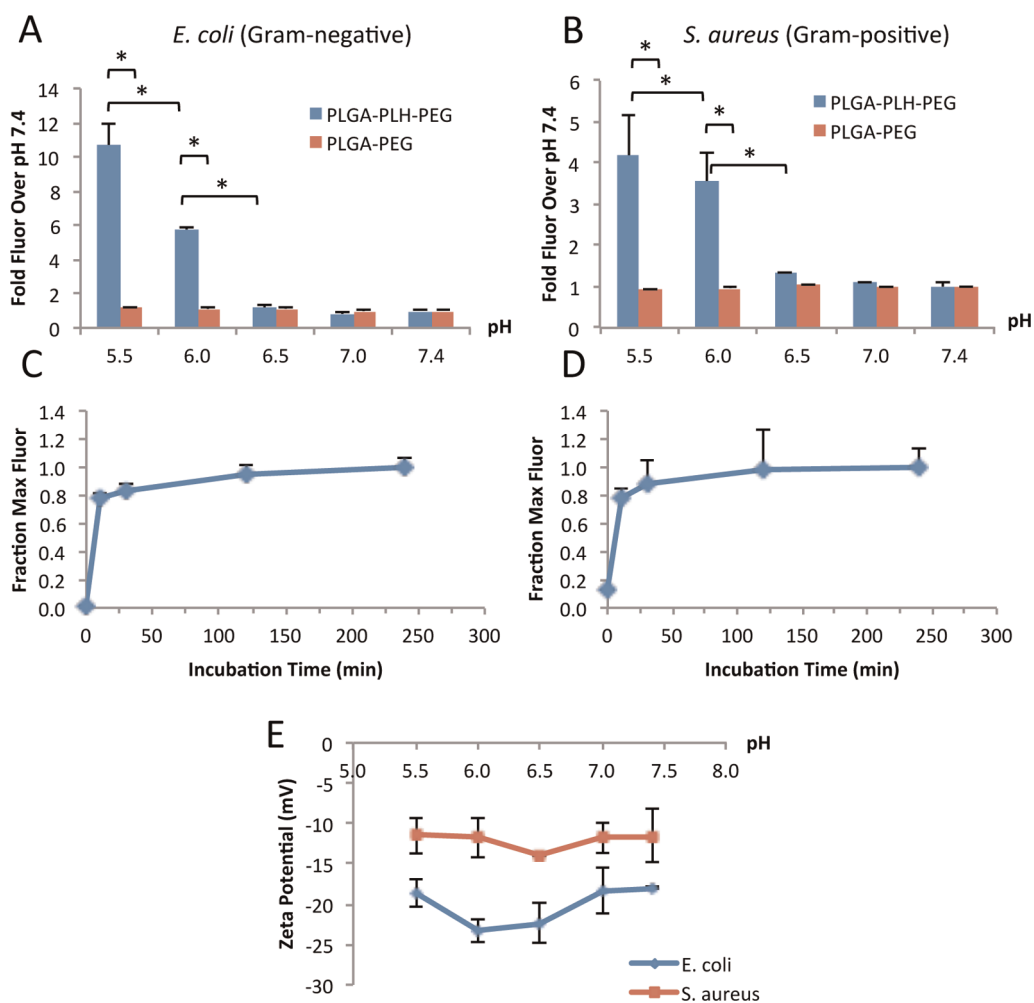 A
E. coli (Gram-negative)
*
*
*
*
PLGA-PLH-PEG
PLGA-PEG
Fold Fluor Over pH 7.4
14
12
10
8
6
4
2
0
5.5 6.0 6.5 7.0 7.4
pH
B
S. aureus (Gram-positive)
*
*
*
*
PLGA-PLH-PEG
PLGA-PEG
Fold Fluor Over pH 7.4
6
5
4
3
2
1
0
5.5 6.0 6.5 7.0 7.4
pH
C
Fraction Max Fluor
1.4
1.2
1.0
0.8
0.6
0.4
0.2
0.0
0 50 100 150 200 250 300
Incubation Time (min)
D
Fraction Max Fluor
1.4
1.2
1.0
0.8
0.6
0.4
0.2
0.0
0 50 100 150 200 250 300
Incubation Time (min)
E
pH
5.0 5.5 6.0 6.5 7.0 7.5 8.0
Zeta Potential (mV)
0
-5
-10
-15
-20
-25
-30
E. coli
S. aureus